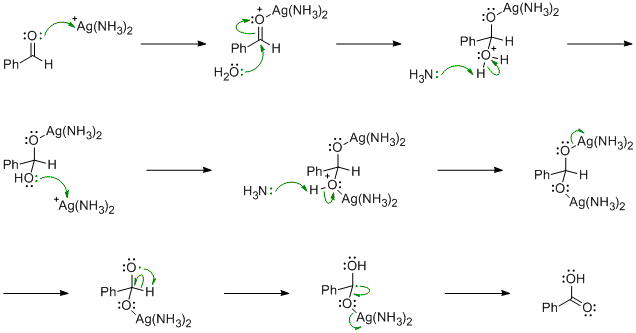 :O:
⁺Ag(NH₃)₂
Ph H
Ag(NH₃)₂
:O⁺
Ph H
H₂O:
Ag(NH₃)₂
:O
Ph H
:O⁺ H
H
H₃N:
Ag(NH₃)₂
:O
Ph H
HO:
⁺Ag(NH₃)₂
Ag(NH₃)₂
:O
Ph H
H O⁺:
H₃N:
Ag(NH₃)₂
Ag(NH₃)₂
:O
Ph H
:O
Ag(NH₃)₂
:O·
Ph H
:O
Ag(NH₃)₂
:OH
Ph
:O
Ag(NH₃)₂
:OH
Ph O: